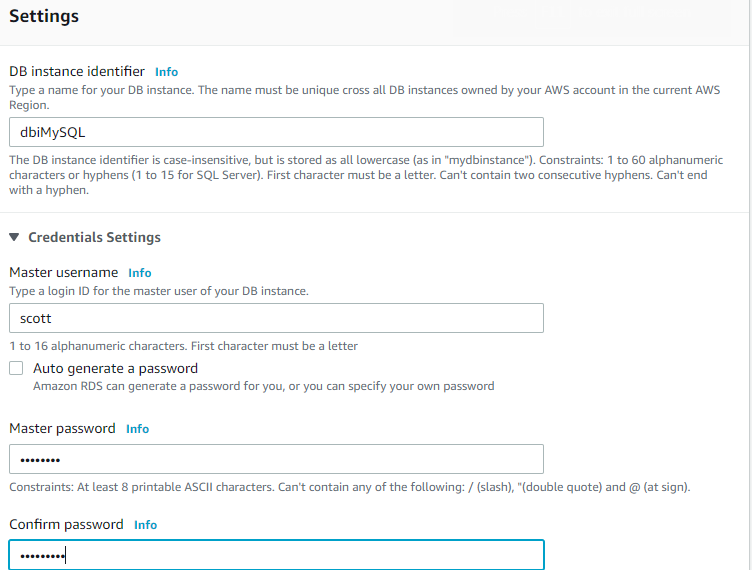 Settings
DB instance identifier Info
Type a name for your DB instance. The name must be unique cross all DB instances owned by your AWS account in the current AWS
Region.
dbiMySQL
The DB instance identifier is case-insensitive, but is stored as all lowercase (as in "mydbinstance"). Constraints: 1 to 60 alphanumeric
characters or hyphens (1 to 15 for SQL Server). First character must be a letter. Can't contain two consecutive hyphens. Can't end
with a hyphen.
Credentials Settings
Master username Info
Type a login ID for the master user of your DB instance.
scott
1 to 16 alphanumeric characters. First character must be a letter
Auto generate a password
Amazon RDS can generate a password for you, or you can specify your own password
Master password Info
••••••••
Constraints: At least 8 printable ASCII characters. Can't contain any of the following: / (slash), "(double quote) and @ (at sign).
Confirm password Info
•••••••••